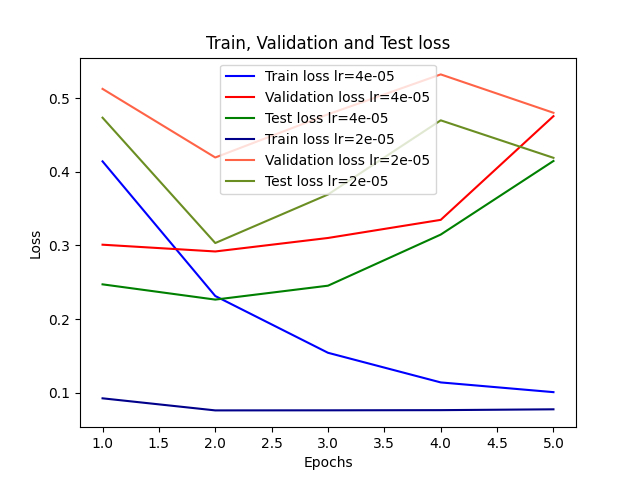 Train, Validation and Test loss
Train loss lr=4e-05
Validation loss lr=4e-05
Test loss lr=4e-05
Train loss lr=2e-05
Validation loss lr=2e-05
Test loss lr=2e-05
Loss
0.5
0.4
0.3
0.2
0.1
1.0 1.5 2.0 2.5 3.0 3.5 4.0 4.5 5.0
Epochs